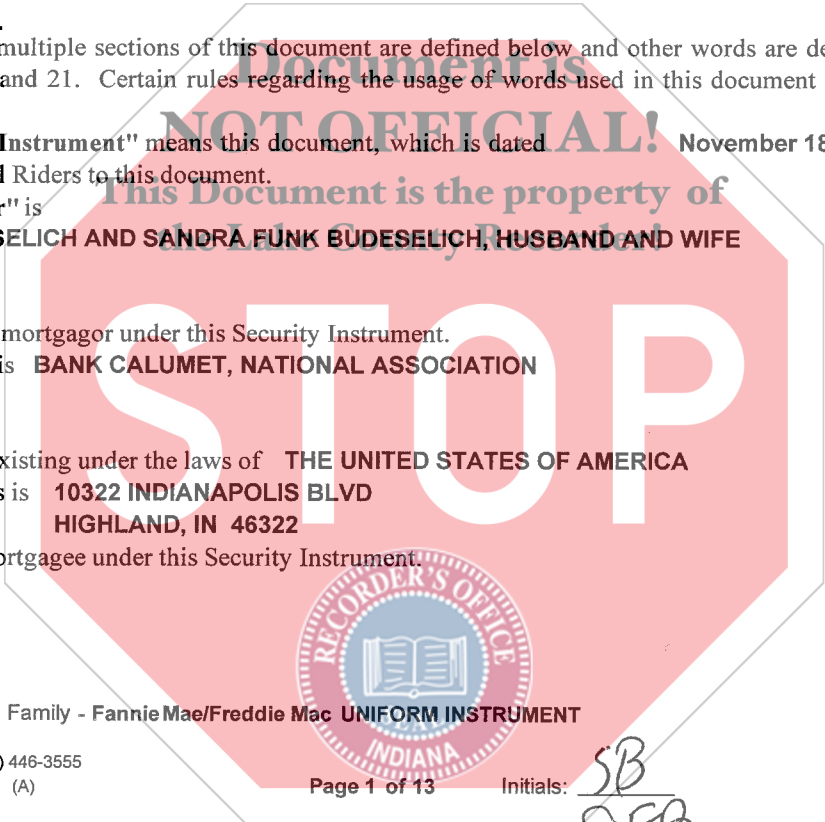 multiple sections of this document are defined below and other words are de
and 21. Certain rules regarding the usage of words used in this document
Document is
NOT OFFICIAL!
This Document is the property of
the Lake County Recorder!
Instrument" means this document, which is dated November 18
Riders to this document.
" is
SELICH AND SANDRA FUNK BUDESELICH, HUSBAND AND WIFE
mortgagor under this Security Instrument.
is BANK CALUMET, NATIONAL ASSOCIATION
STOP
xisting under the laws of THE UNITED STATES OF AMERICA
s is 10322 INDIANAPOLIS BLVD
HIGHLAND, IN 46322
ortgagee under this Security Instrument.
RECORDER'S OFFICE
SEAL
INDIANA
Family - Fannie Mae/Freddie Mac UNIFORM INSTRUMENT
) 446-3555
(A)
Page 1 of 13 Initials: SB